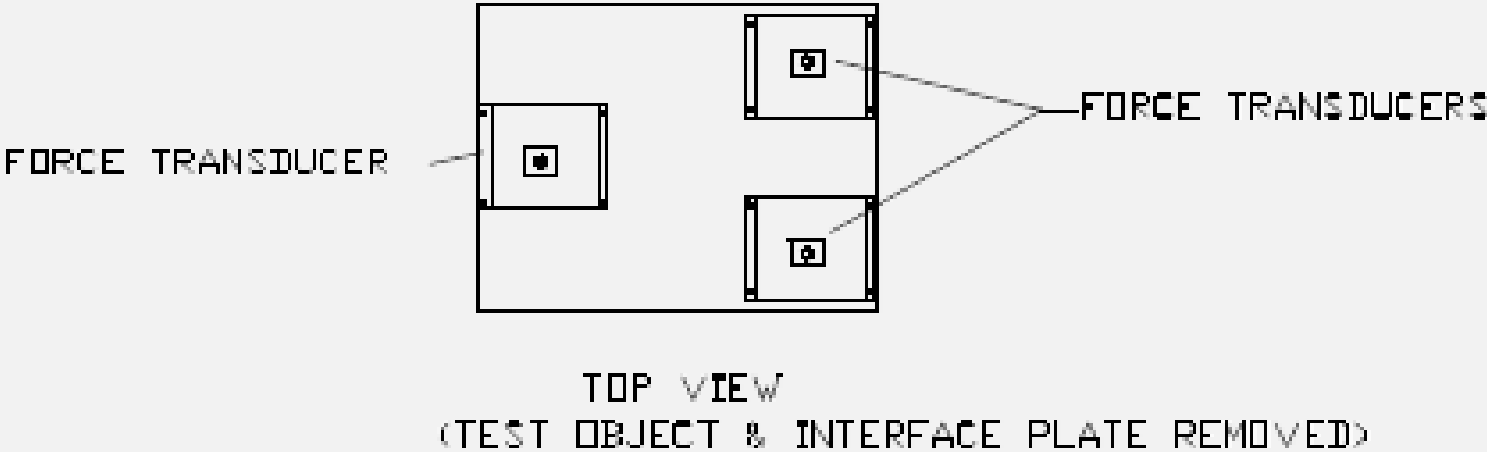 FORCE TRANSDUCERS
FORCE TRANSDUCER
TOP VIEW
(TEST OBJECT & INTERFACE PLATE REMOVED)